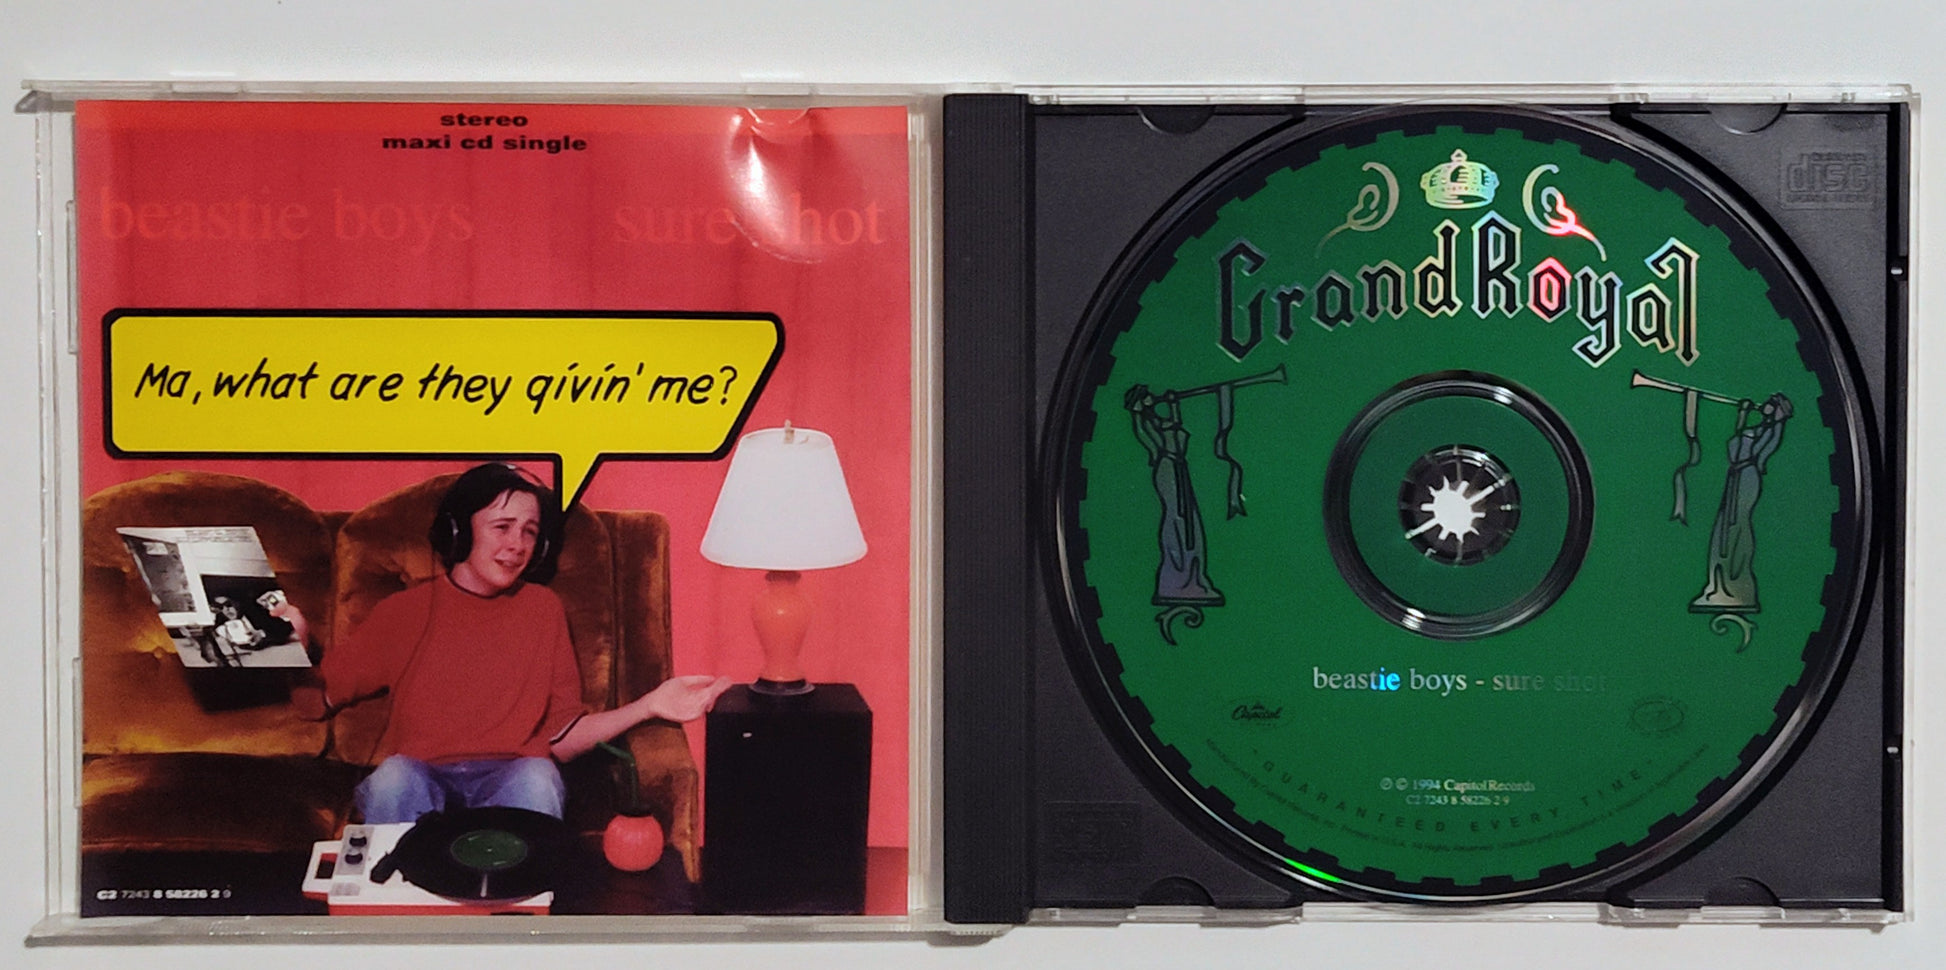 stereo
maxi cd single
beastie boys sure shot
Ma, what are they givin' me?
C2 7243 8 58226 2 9
disc
Grand Royal
beastie boys - sure shot
Capitol
℗ © 1994 Capitol Records
C2 7243 8 58226 2 9
• GUARANTEED EVERY TIME •